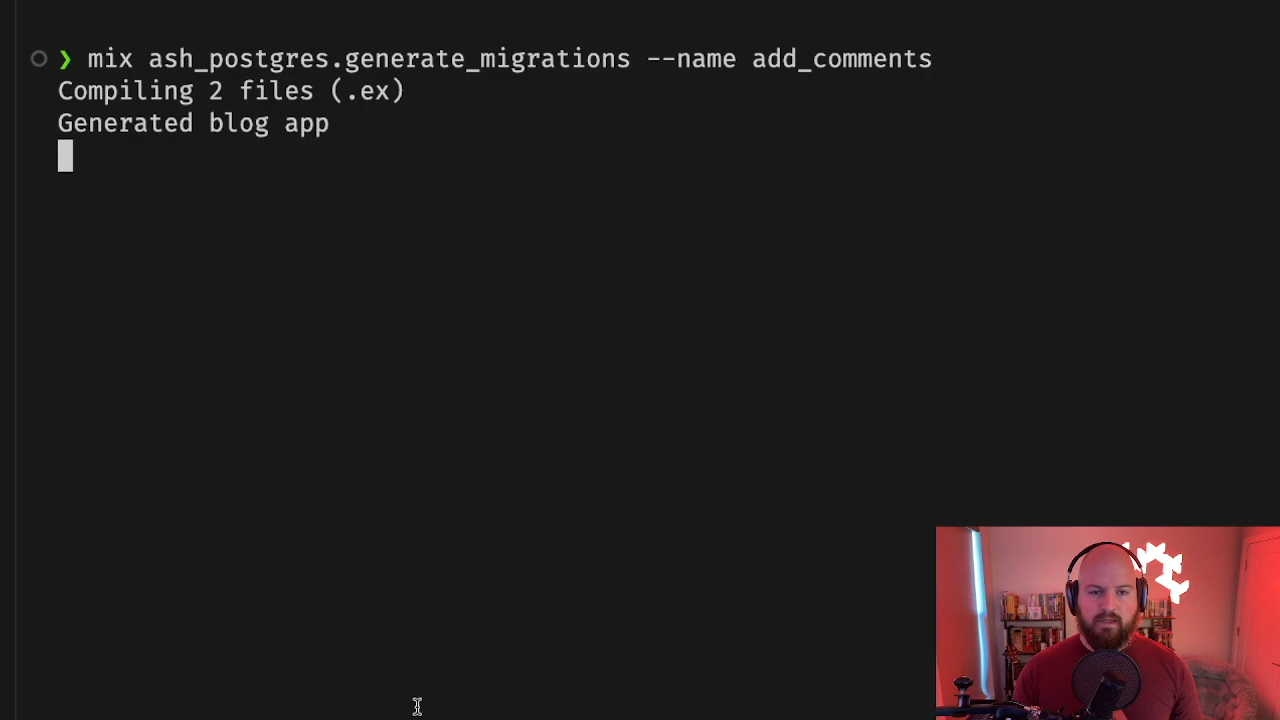 ❯ mix ash_postgres.generate_migrations --name add_comments
Compiling 2 files (.ex)
Generated blog app